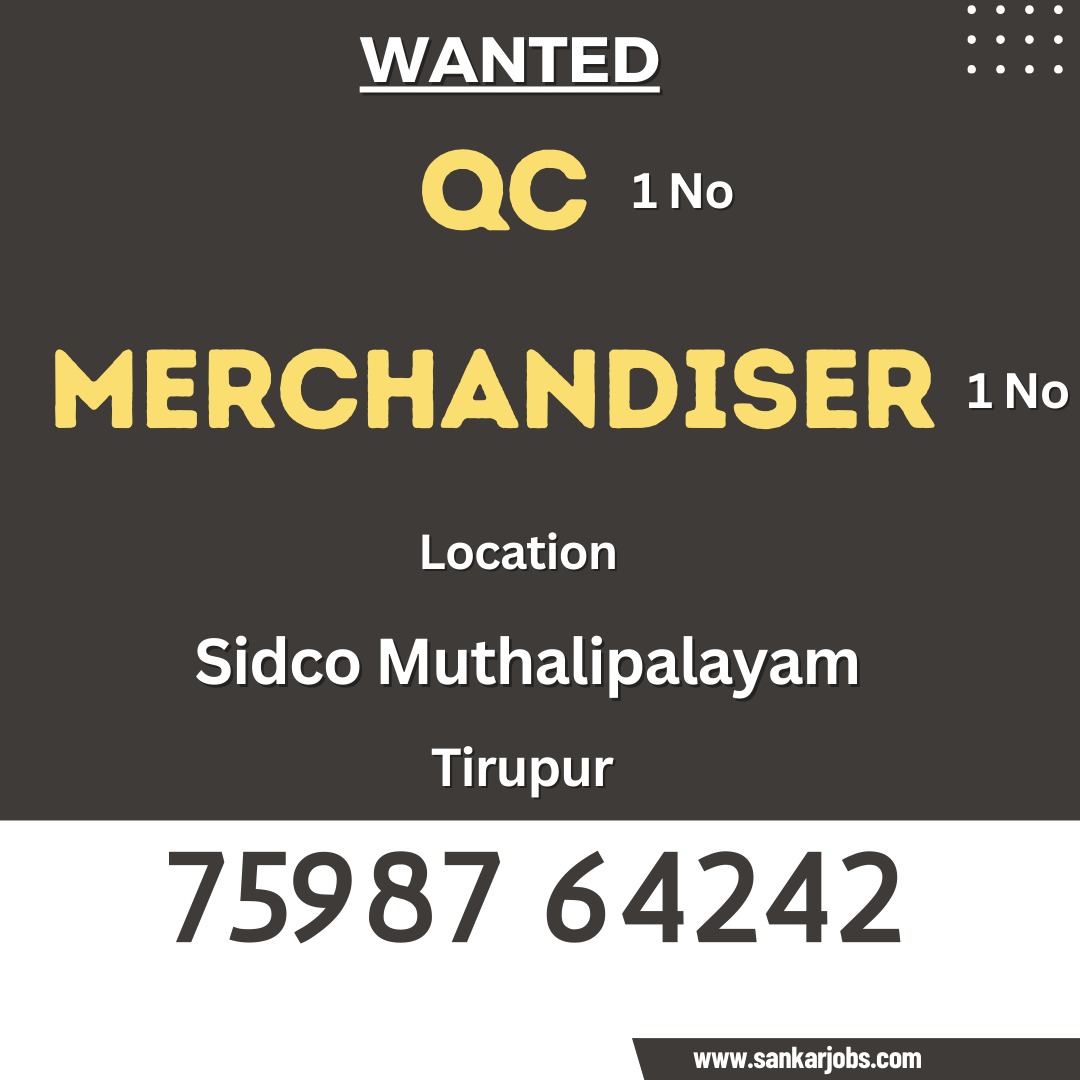 WANTED
QC 1 No
MERCHANDISER 1 No
Location
Sidco Muthalipalayam
Tirupur
75987 64242
www.sankarjobs.com